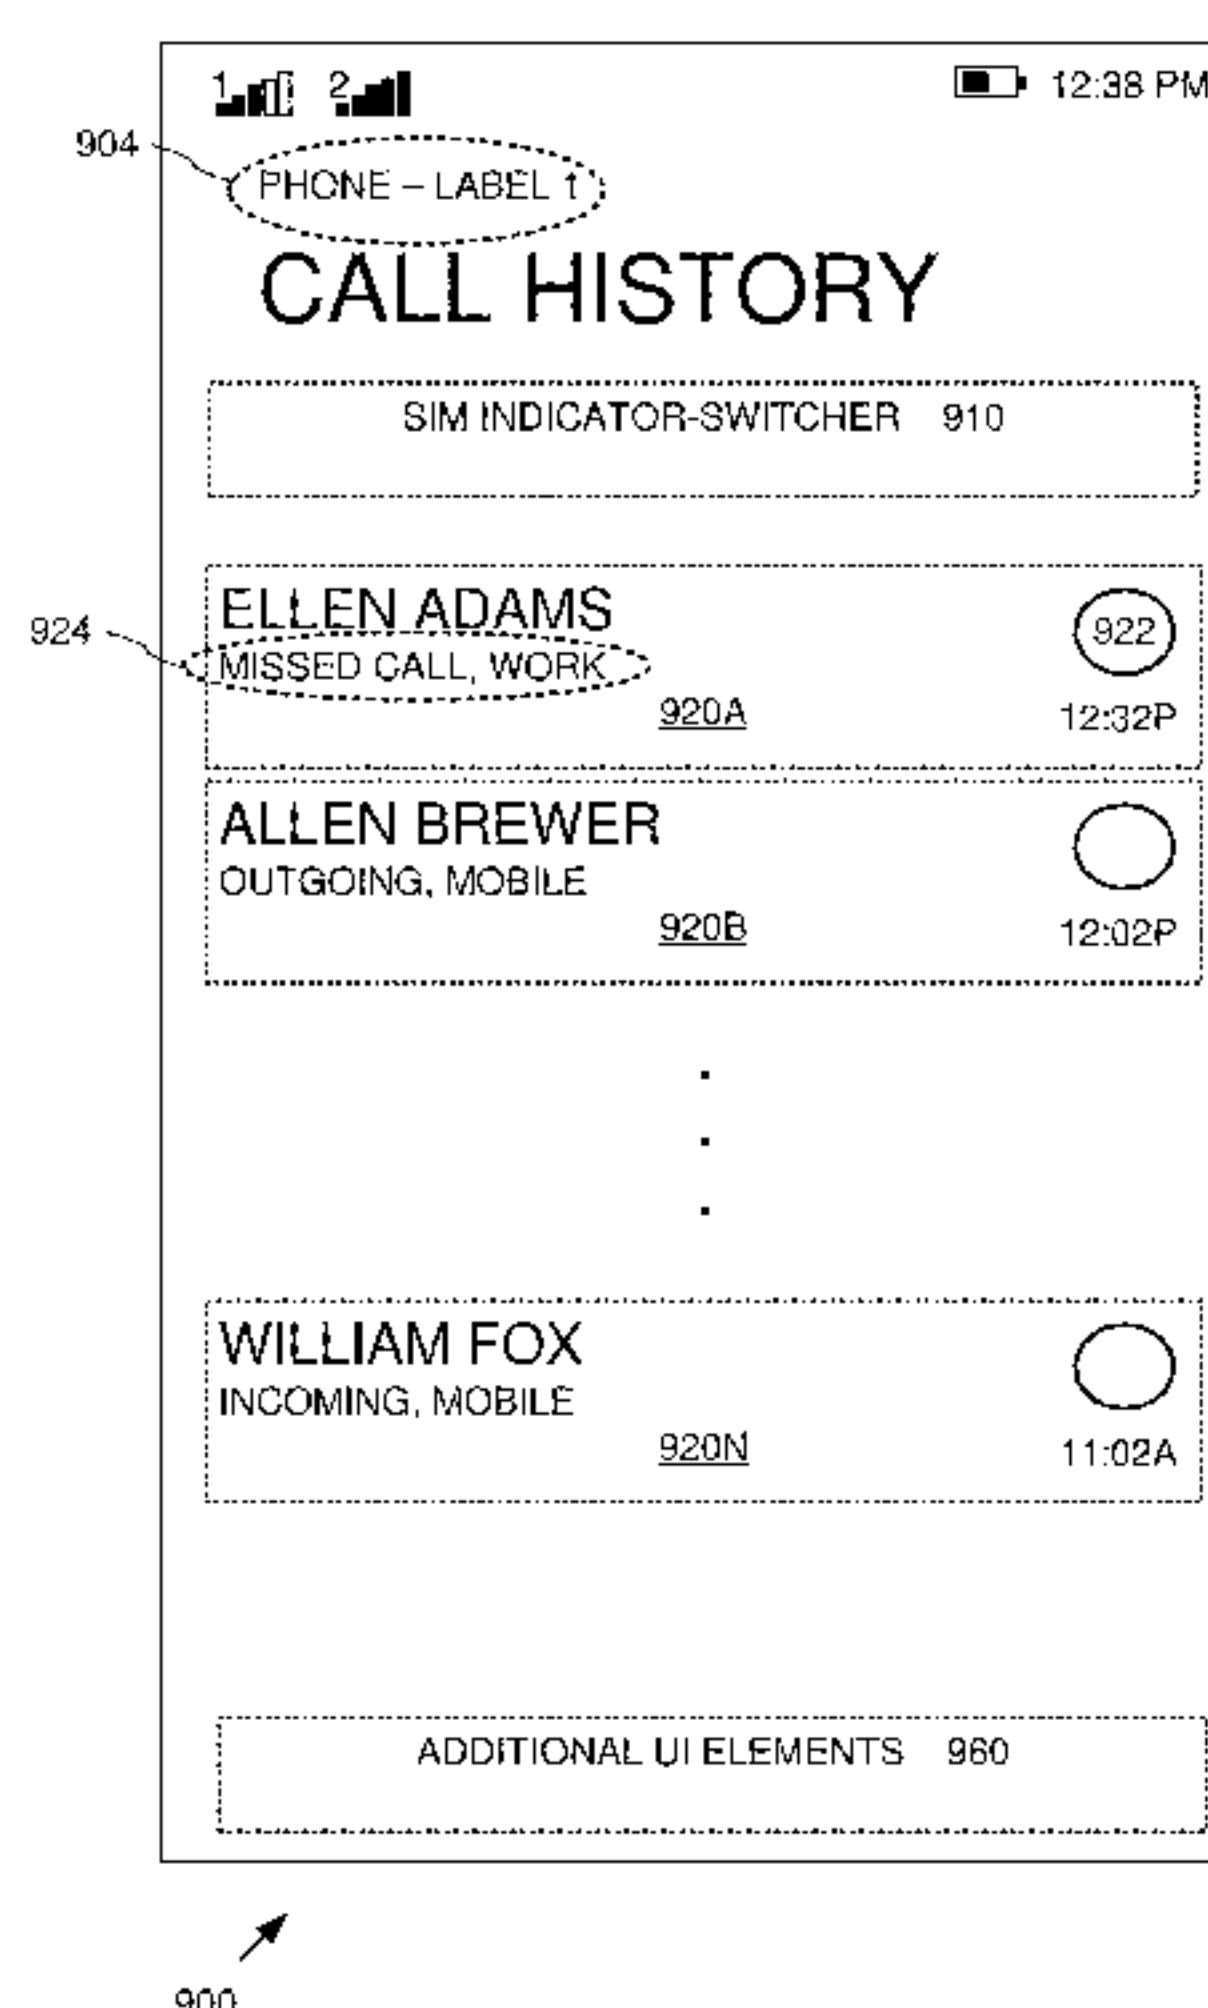 1 2 12:38 PM
904
PHONE – LABEL 1
CALL HISTORY
SIM INDICATOR-SWITCHER 910
ELLEN ADAMS
922
924
MISSED CALL, WORK
920A 12:32P
ALLEN BREWER
OUTGOING, MOBILE
920B 12:02P
WILLIAM FOX
INCOMING, MOBILE
920N 11:02A
ADDITIONAL UI ELEMENTS 960
900